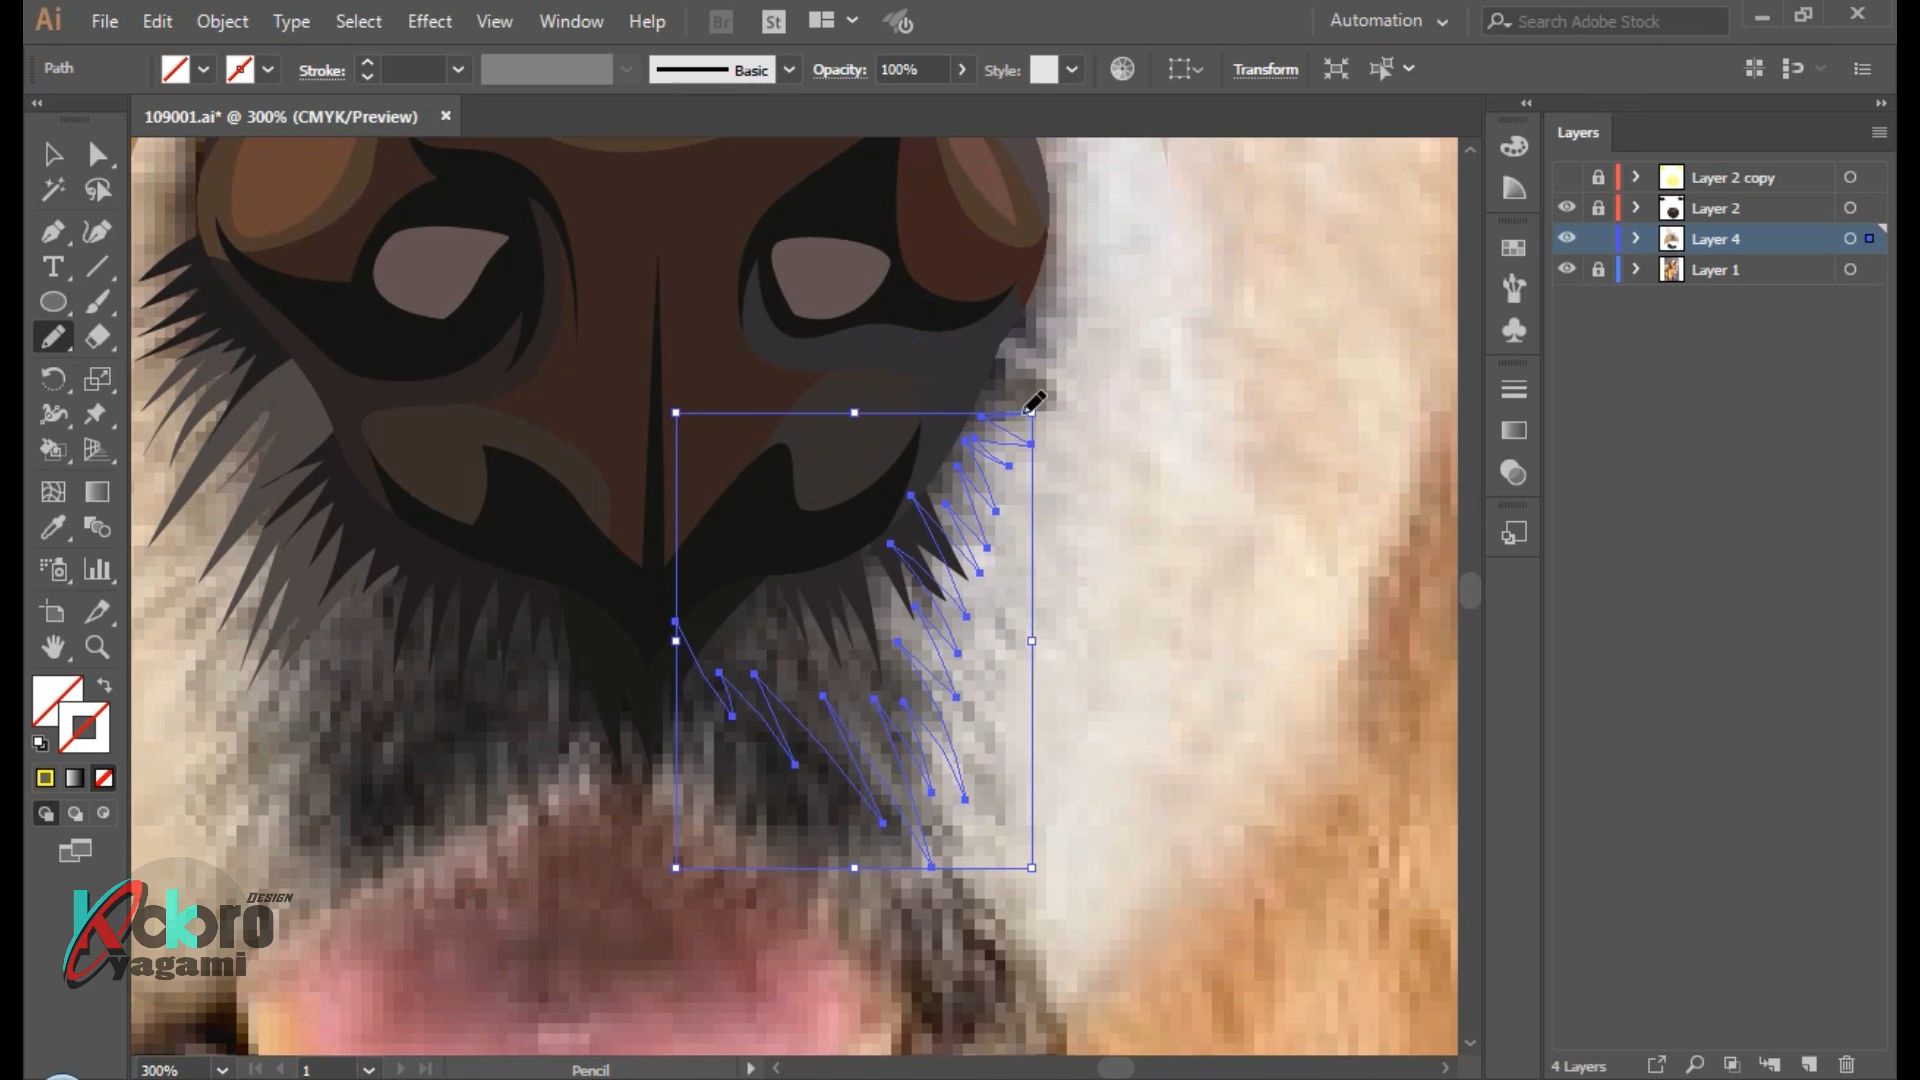 Ai File Edit Object Type Select Effect View Window Help Br St Automation Search Adobe Stock
Path Stroke: Basic Opacity: 100% Style: Transform
109001.ai* @ 300% (CMYK/Preview)
Layers
Layer 2 copy
Layer 2
Layer 4
Layer 1
DESIGN
Kokoro
yagami
300% 1 Pencil 4 Layers